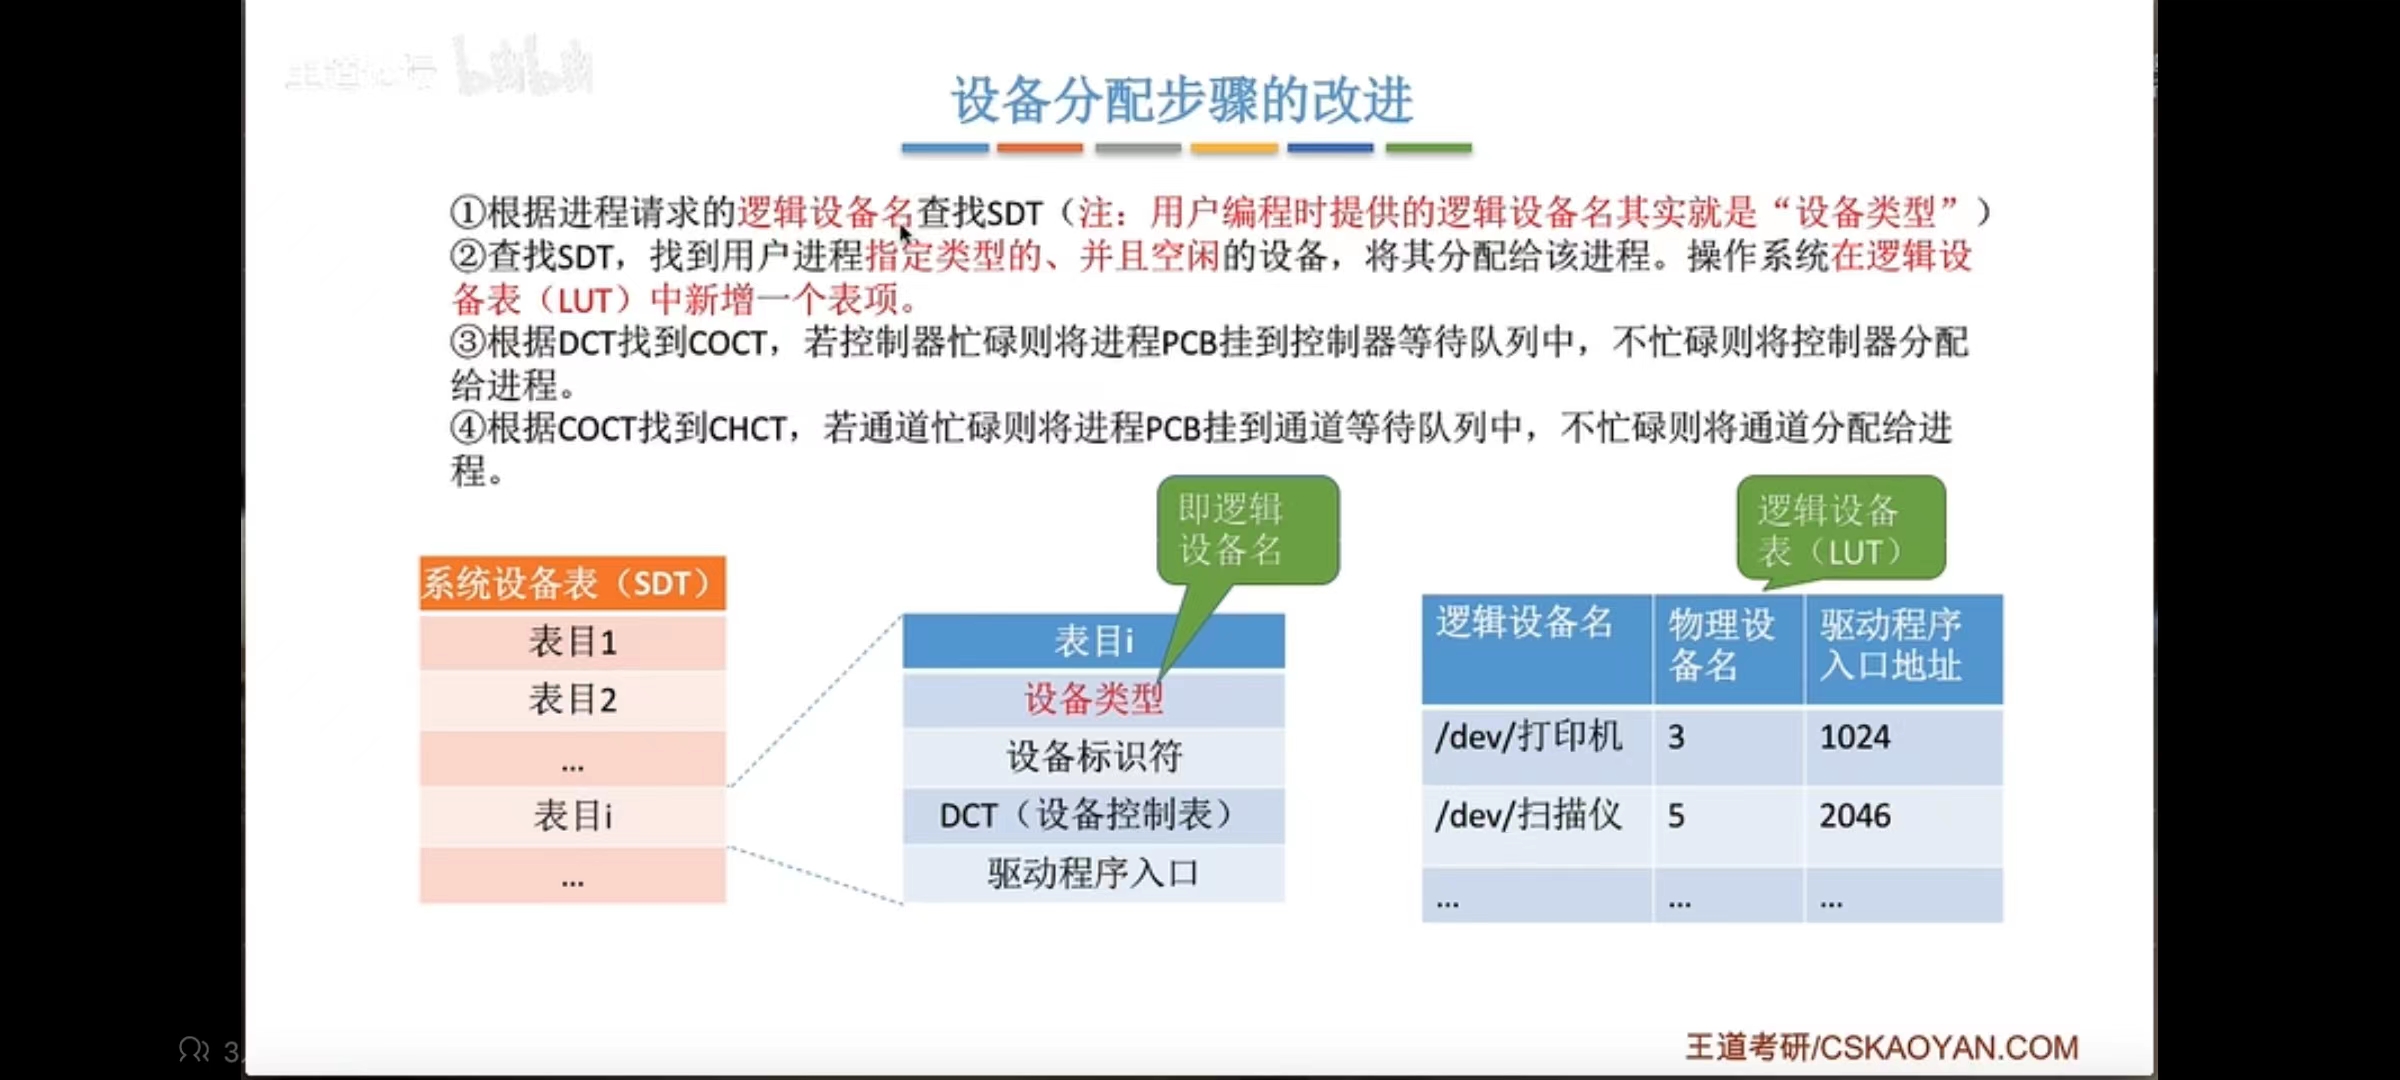 设备分配步骤的改进
①根据进程请求的逻辑设备名查找SDT（注：用户编程时提供的逻辑设备名其实就是“设备类型”）
②查找SDT，找到用户进程指定类型的、并且空闲的设备，将其分配给该进程。操作系统在逻辑设
备表（LUT）中新增一个表项。
③根据DCT找到COCT，若控制器忙碌则将进程PCB挂到控制器等待队列中，不忙碌则将控制器分配
给进程。
④根据COCT找到CHCT，若通道忙碌则将进程PCB挂到通道等待队列中，不忙碌则将通道分配给进
程。
即逻辑
设备名
逻辑设备
表（LUT）
系统设备表（SDT）
表目1
表目2
...
表目i
...
表目i
设备类型
设备标识符
DCT（设备控制表）
驱动程序入口
逻辑设备名 物理设备名 驱动程序入口地址
/dev/打印机 3 1024
/dev/扫描仪 5 2046
... ... ...
王道考研/CSKAOYAN.COM
bilibili